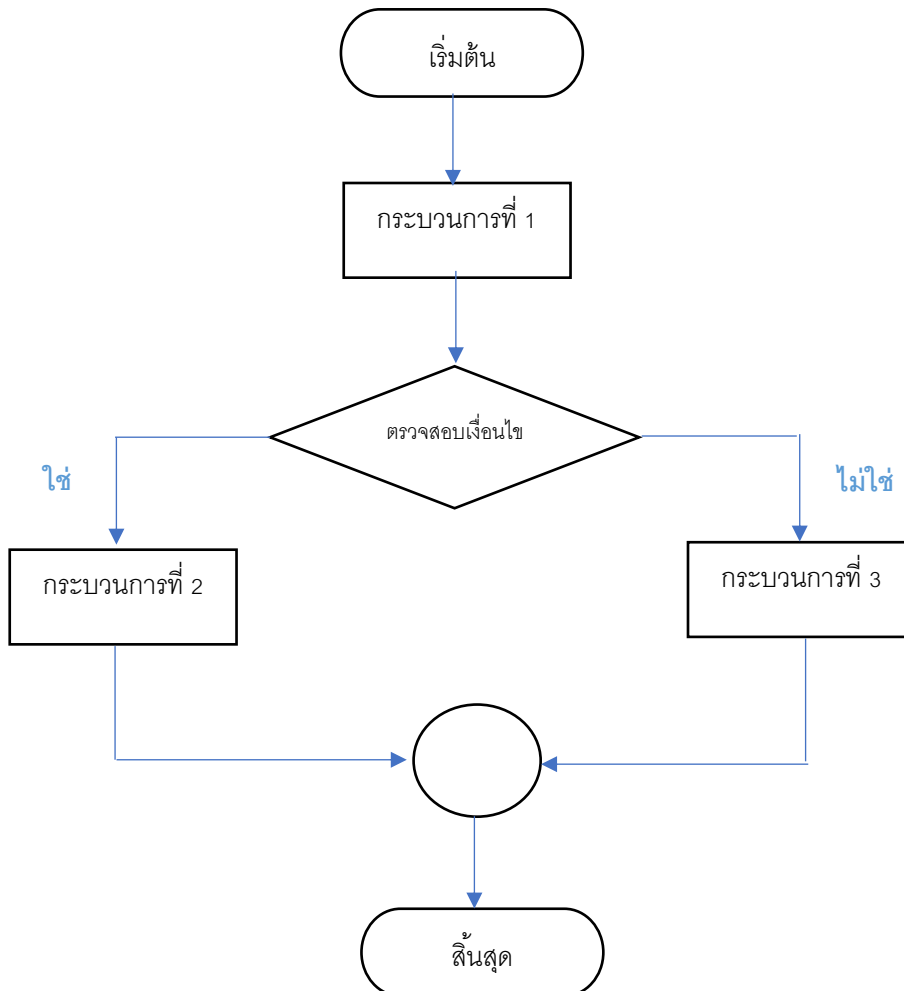 เริ่มต้น
กระบวนการที่ 1
ตรวจสอบเงื่อนไข
ใช่
ไม่ใช่
กระบวนการที่ 2
กระบวนการที่ 3
สิ้นสุด